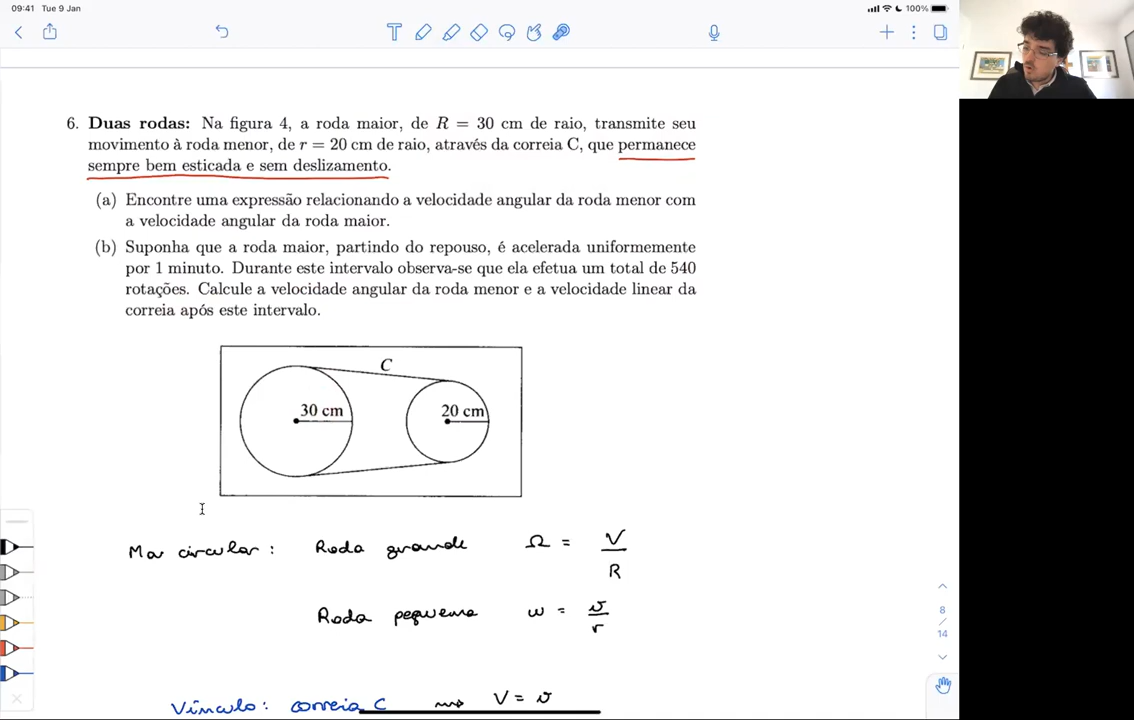 09:41 Tue 9 Jan
100%
6. Duas rodas: Na figura 4, a roda maior, de R = 30 cm de raio, transmite seu
movimento à roda menor, de r = 20 cm de raio, através da correia C, que permanece
sempre bem esticada e sem deslizamento.
(a) Encontre uma expressão relacionando a velocidade angular da roda menor com
a velocidade angular da roda maior.
(b) Suponha que a roda maior, partindo do repouso, é acelerada uniformemente
por 1 minuto. Durante este intervalo observa-se que ela efetua um total de 540
rotações. Calcule a velocidade angular da roda menor e a velocidade linear da
correia após este intervalo.
C
30 cm
20 cm
Mov circular: Roda grande Ω = V/R
Roda pequena ω = v/r
Vínculo: correia C V = v
8
/
14